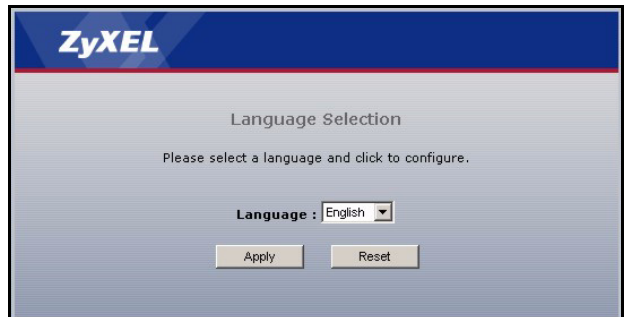 ZyXEL
Language Selection
Please select a language and click to configure.
Language : English
Apply Reset